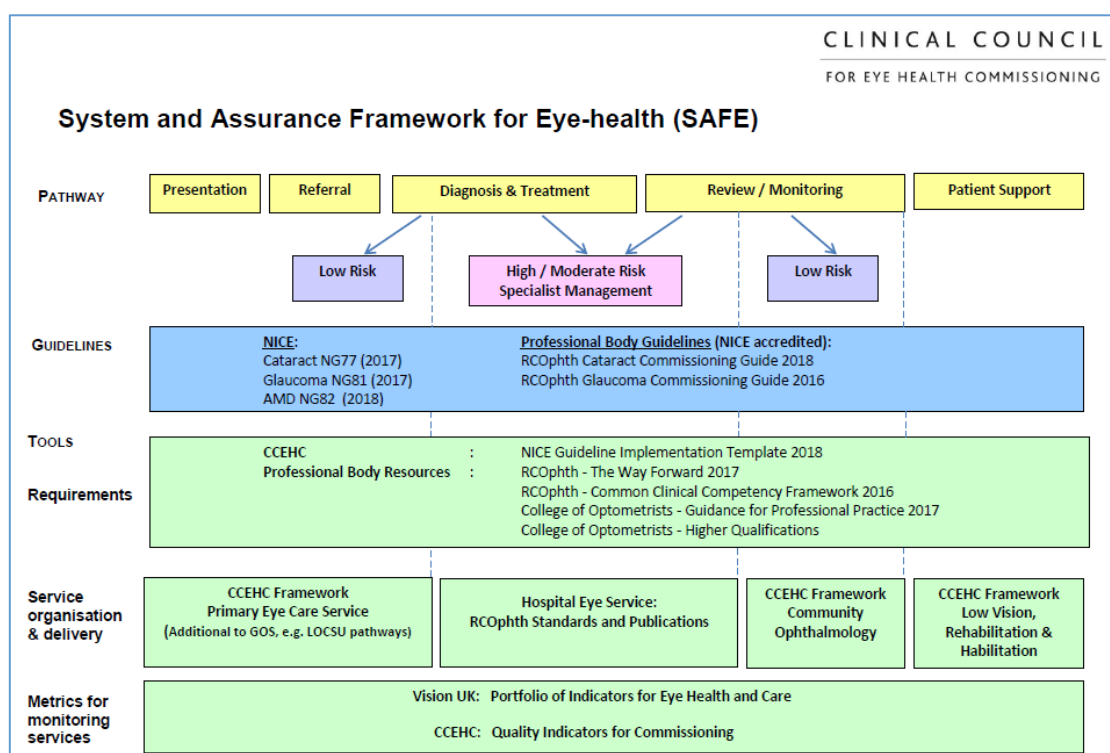 CLINICAL COUNCIL
FOR EYE HEALTH COMMISSIONING
System and Assurance Framework for Eye-health (SAFE)
PATHWAY
Presentation
Referral
Diagnosis & Treatment
Review / Monitoring
Patient Support
Low Risk
High / Moderate Risk
Specialist Management
Low Risk
GUIDELINES
NICE:
Cataract NG77 (2017)
Glaucoma NG81 (2017)
AMD NG82 (2018)
Professional Body Guidelines (NICE accredited):
RCOphth Cataract Commissioning Guide 2018
RCOphth Glaucoma Commissioning Guide 2016
TOOLS
Requirements
CCEHC : NICE Guideline Implementation Template 2018
Professional Body Resources : RCOphth - The Way Forward 2017
RCOphth - Common Clinical Competency Framework 2016
College of Optometrists - Guidance for Professional Practice 2017
College of Optometrists - Higher Qualifications
Service
organisation
& delivery
CCEHC Framework
Primary Eye Care Service
(Additional to GOS, e.g. LOCSU pathways)
Hospital Eye Service:
RCOphth Standards and Publications
CCEHC Framework
Community
Ophthalmology
CCEHC Framework
Low Vision,
Rehabilitation &
Habilitation
Metrics for
monitoring
services
Vision UK: Portfolio of Indicators for Eye Health and Care
CCEHC: Quality Indicators for Commissioning